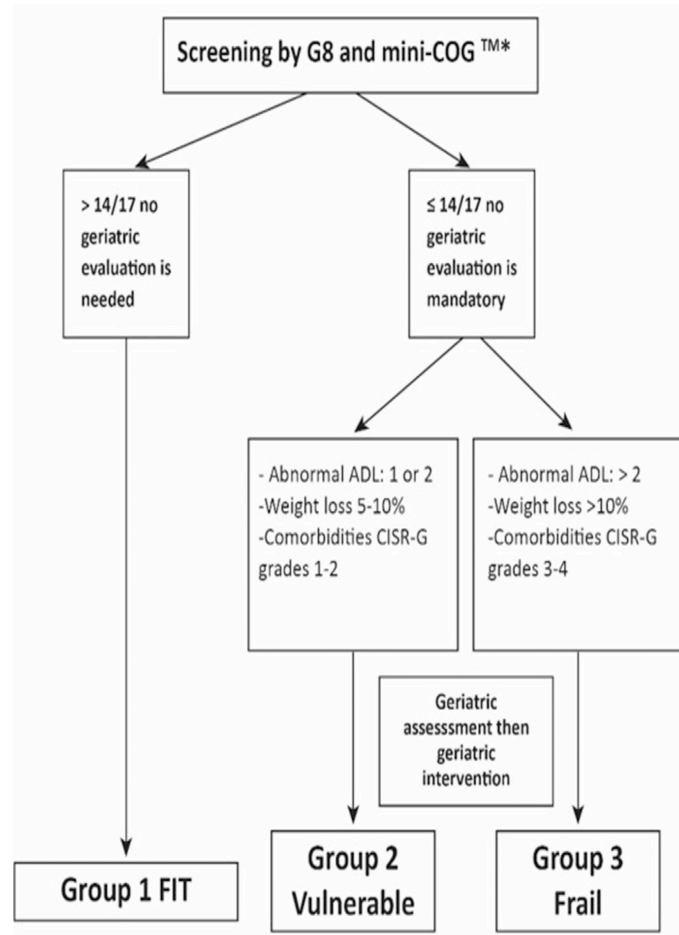 Screening by G8 and mini-COG ™*
> 14/17 no
geriatric
evaluation is
needed
≤ 14/17 no
geriatric
evaluation is
mandatory
- Abnormal ADL: 1 or 2
-Weight loss 5-10%
-Comorbidities CISR-G
grades 1-2
- Abnormal ADL: > 2
-Weight loss >10%
-Comorbidities CISR-G
grades 3-4
Geriatric
assesssment then
geriatric
intervention
Group 1 FIT
Group 2
Vulnerable
Group 3
Frail